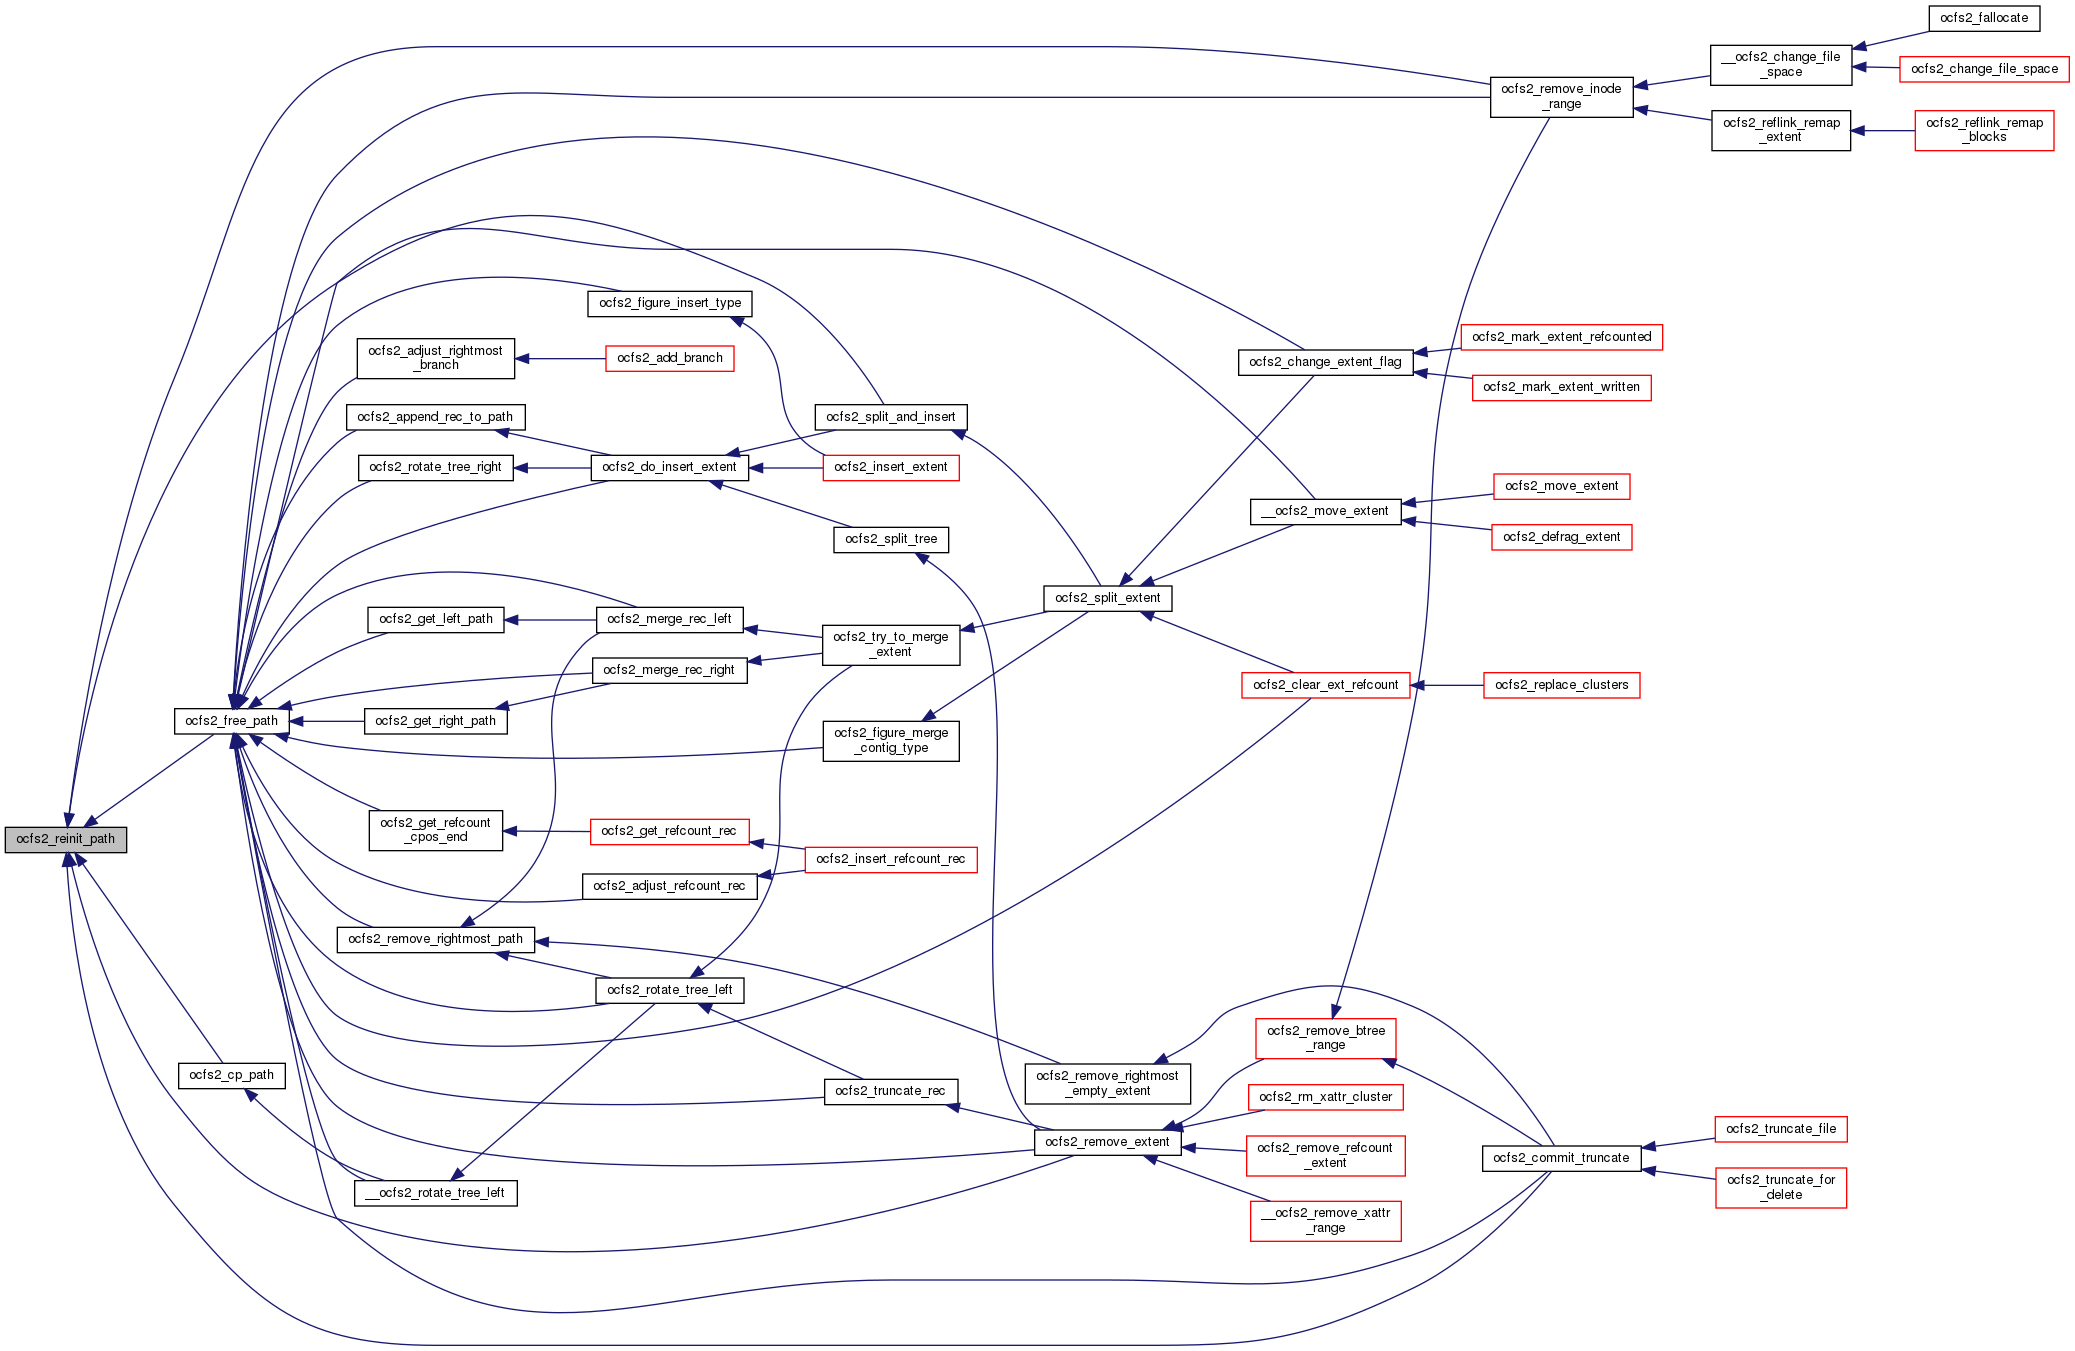 ocfs2_fallocate
__ocfs2_change_file
_space
ocfs2_change_file_space
ocfs2_remove_inode
_range
ocfs2_reflink_remap
_extent
ocfs2_reflink_remap
_blocks
ocfs2_figure_insert_type
ocfs2_adjust_rightmost
_branch
ocfs2_add_branch
ocfs2_change_extent_flag
ocfs2_mark_extent_refcounted
ocfs2_mark_extent_written
ocfs2_append_rec_to_path
ocfs2_split_and_insert
ocfs2_rotate_tree_right
ocfs2_do_insert_extent
ocfs2_insert_extent
__ocfs2_move_extent
ocfs2_move_extent
ocfs2_defrag_extent
ocfs2_split_tree
ocfs2_split_extent
ocfs2_get_left_path
ocfs2_merge_rec_left
ocfs2_try_to_merge
_extent
ocfs2_merge_rec_right
ocfs2_clear_ext_refcount
ocfs2_replace_clusters
ocfs2_free_path
ocfs2_get_right_path
ocfs2_figure_merge
_contig_type
ocfs2_reinit_path
ocfs2_get_refcount
_cpos_end
ocfs2_get_refcount_rec
ocfs2_insert_refcount_rec
ocfs2_adjust_refcount_rec
ocfs2_remove_rightmost_path
ocfs2_rotate_tree_left
ocfs2_remove_btree
_range
ocfs2_cp_path
ocfs2_truncate_rec
ocfs2_remove_rightmost
_empty_extent
ocfs2_rm_xattr_cluster
ocfs2_remove_extent
ocfs2_remove_refcount
_extent
ocfs2_commit_truncate
ocfs2_truncate_file
ocfs2_truncate_for
_delete
__ocfs2_rotate_tree_left
__ocfs2_remove_xattr
_range